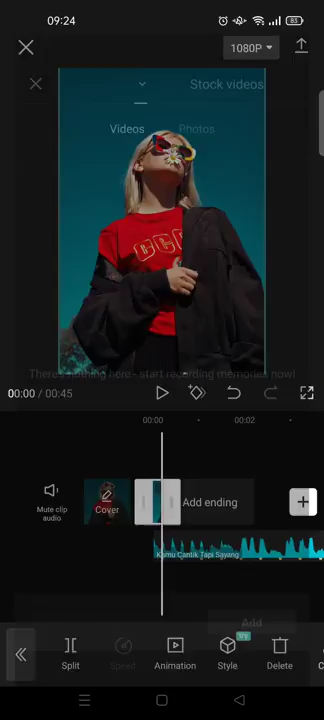 09:24
83
1080P
Stock videos
Videos
Photos
CCC
There's nothing here - start recording memories now!
00:00 / 00:45
00:00
00:02
Mute clip
audio
Cover
Add ending
Kamu Cantik Tapi Sayang
Add
Split
Speed
Animation
Style
Delete